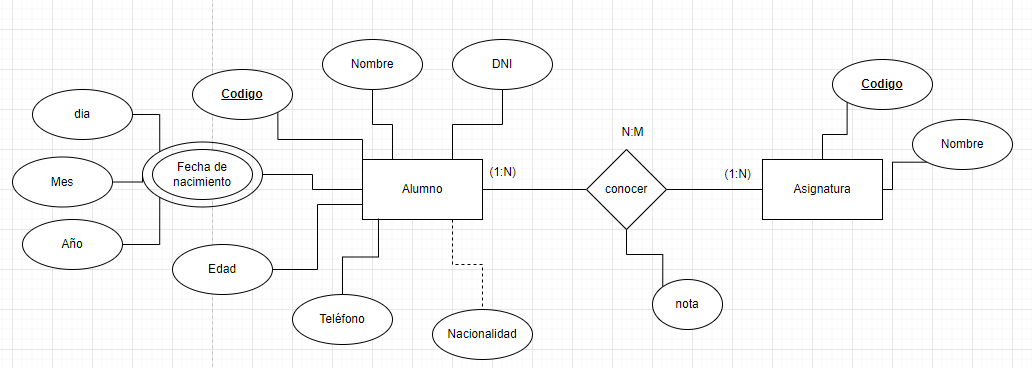 Nombre
DNI
Codigo
Codigo
dia
N:M
Nombre
Fecha de
nacimiento
Mes
(1:N)
(1:N)
Alumno
conocer
Asignatura
Año
Edad
nota
Teléfono
Nacionalidad